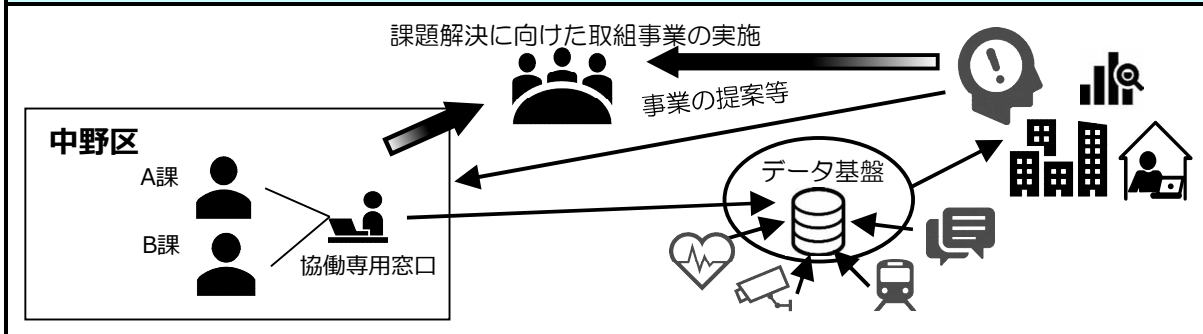 課題解決に向けた取組事業の実施
事業の提案等
中野区
A課
B課
協働専用窓口
データ基盤